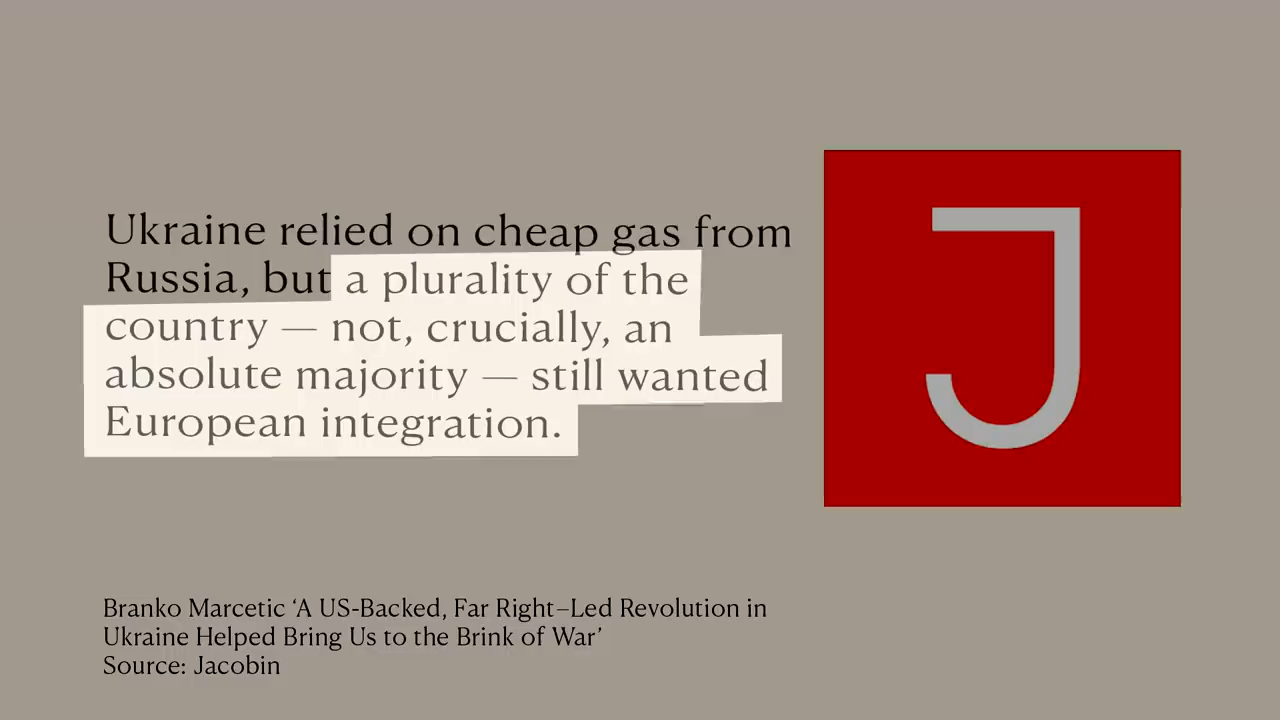 Ukraine relied on cheap gas from
Russia, but a plurality of the
country — not, crucially, an
absolute majority — still wanted
European integration.
J
Branko Marcetic ‘A US-Backed, Far Right–Led Revolution in
Ukraine Helped Bring Us to the Brink of War’
Source: Jacobin